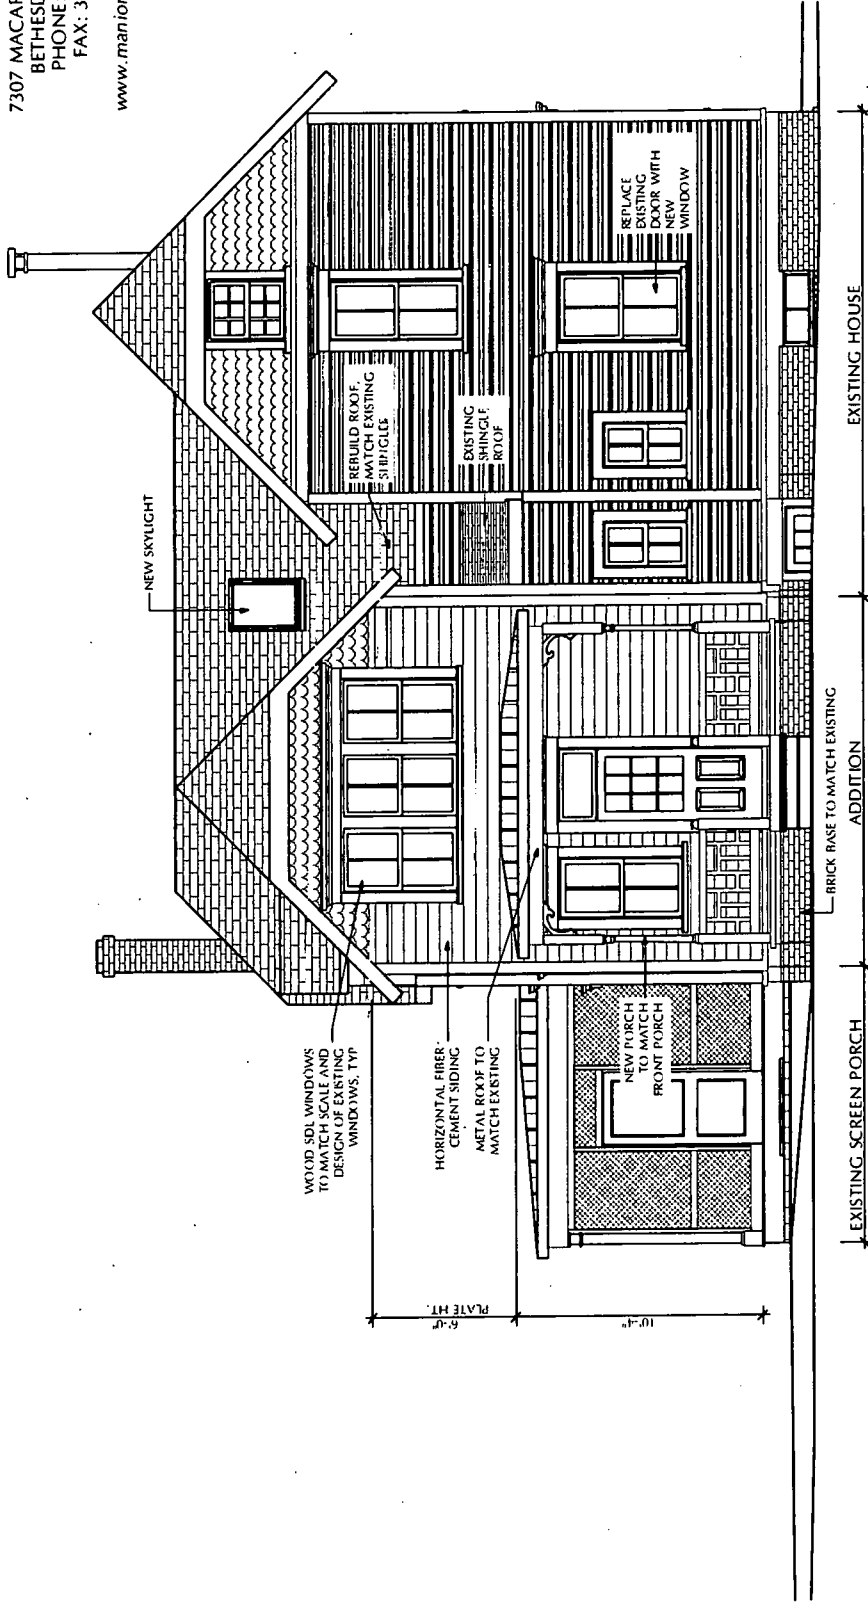 7307 MACAR
BETHESD
PHONE:
FAX: 3
www.manion
NEW SKYLIGHT
REBUILD ROOF,
MATCH EXISTING
SHINGLES
EXISTING
SHINGLE
ROOF
REPLACE
EXISTING
DOOR WITH
NEW
WINDOW
WOOD SDL WINDOWS
TO MATCH SCALE AND
DESIGN OF EXISTING
WINDOWS, TYP
HORIZONTAL FIBER-
CEMENT SIDING
METAL ROOF TO
MATCH EXISTING
NEW PORCH
TO MATCH
FRONT PORCH
BRICK BASE TO MATCH EXISTING
6'-0"
PLATE HT.
10'-4"
EXISTING SCREEN PORCH
ADDITION
EXISTING HOUSE